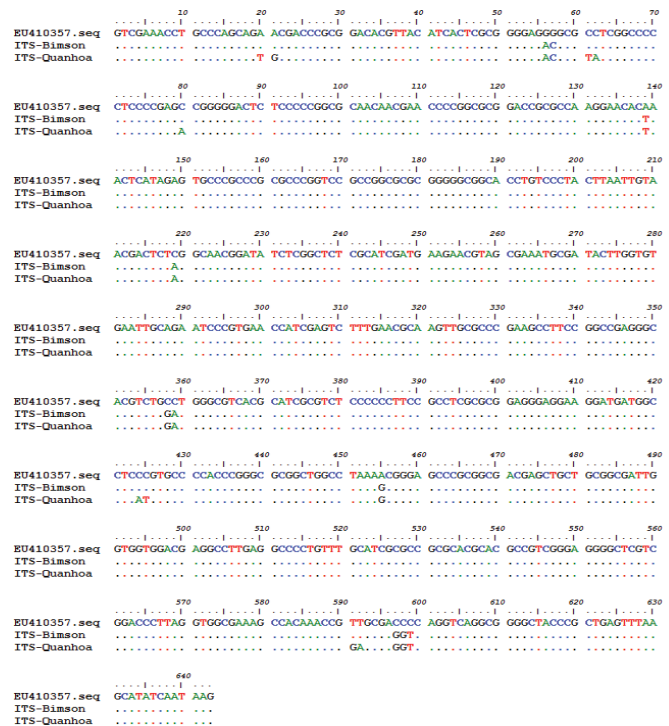 10 20 30 40 50 60 70
EU410357.seq GTCGAAACCT GCCCAGCAGA ACGACCCGCG GACACGTTAC ATCACTCGCG GGGAGGGGCG CCTCGGCCCC
ITS-Bimson .......... .......... .......... .......... .......... .....AC... ..........
ITS-Quanhoa .........T G......... .......... .......... .......... .....AC... TA........
80 90 100 110 120 130 140
EU410357.seq CTCCCCGAGC CGGGGGACTC TCCCCCGGCG CAACAACGAA CCCCGGCGCG GACCGCGCCA AGGAACACAA
ITS-Bimson .......... .......... .......... .......... .......... .......... ........T.
ITS-Quanhoa ........A. .......... .......... .......... .......... .......... ........T.
150 160 170 180 190 200 210
EU410357.seq ACTCATAGAG TGCCCGCCCG CGCCCGGTCC GCCGGCGCGC GGGGGCGGCA CCTGTCCCTA CTTAATTGTA
ITS-Bimson .......... .......... .......... .......... .......... .......... ..........
ITS-Quanhoa .......... .......... .......... .......... .......... .......... ..........
220 230 240 250 260 270 280
EU410357.seq ACGACTCTCG GCAACGGATA TCTCGGCTCT CGCATCGATG AAGAACGTAG CGAAATGCGA TACTTGGTGT
ITS-Bimson ........A. .......... .......... .......... .......... .......... ..........
ITS-Quanhoa ........A. .......... .......... .......... .......... .......... ..........
290 300 310 320 330 340 350
EU410357.seq GAATTGCAGA ATCCCGTGAA CCATCGAGTC TTTGAACGCA AGTTGCGCCC GAAGCCTTCC GGCCGAGGGC
ITS-Bimson .......... .......... .......... .......... .......... .......... ..........
ITS-Quanhoa .......... .......... .......... .......... .......... .......... ..........
360 370 380 390 400 410 420
EU410357.seq ACGTCTGCCT GGGCGTCACG CATCGCGTCT CCCCCCTTCC GCCTCGCGCG GAGGGAGGAA GGATGATGGC
ITS-Bimson .......GA. .......... .......... .......... .......... .......... ..........
ITS-Quanhoa .......GA. .......... .......... .......... .......... .......... ..........
430 440 450 460 470 480 490
EU410357.seq CTCCCGTGCC CCACCCGGGC GCGGCTGGCC TAAAACGGGA GCCCGCGGCG ACGAGCTGCT GCGGCGATTG
ITS-Bimson .......... .......... .......... ....G..... .......... .......... ..........
ITS-Quanhoa ...AT..... .......... .......... ....G..... .......... .......... ..........
500 510 520 530 540 550 560
EU410357.seq GTGGTGGACG AGGCCTTGAG GCCCCTGTTT GCATCGCGCC GCGCACGCAC GCCGTCGGGA GGGGCTCGTC
ITS-Bimson .......... .......... .......... .......... .......... .......... ..........
ITS-Quanhoa .......... .......... .......... .......... .......... .......... ..........
570 580 590 600 610 620 630
EU410357.seq GGACCCTTAG GTGGCGAAAG CCACAAACCG TTGCGACCCC AGGTCAGGCG GGGCTACCCG CTGAGTTTAA
ITS-Bimson .......... .......... .......... ......GGT. .......... .......... ..........
ITS-Quanhoa .......... .......... .......... GA....GGT. .......... .......... ..........
640
EU410357.seq GCATATCAAT AAG
ITS-Bimson .......... ...
ITS-Quanhoa .......... ...